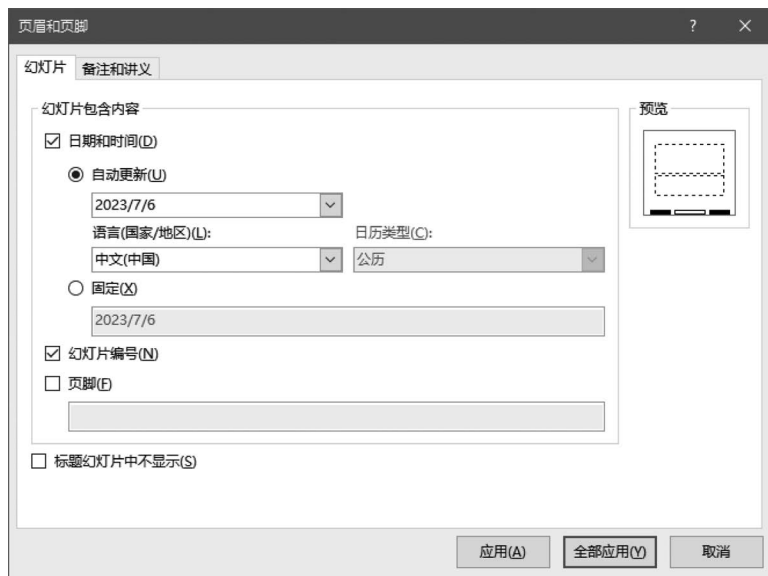 页眉和页脚
幻灯片 备注和讲义
幻灯片包含内容 预览
日期和时间(D)
自动更新(U)
2023/7/6
语言(国家/地区)(L): 日历类型(C):
中文(中国) 公历
固定(X)
2023/7/6
幻灯片编号(N)
页脚(F)
标题幻灯片中不显示(S)
应用(A) 全部应用(Y) 取消